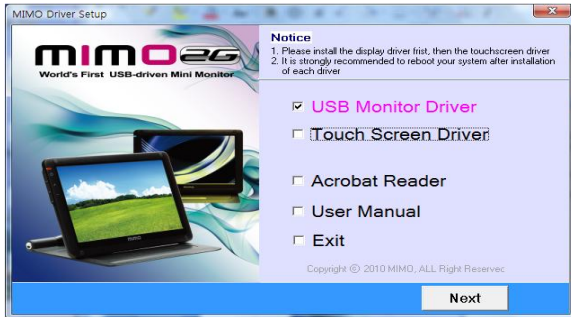 MIMO Driver Setup
mimo 2G
World's First USB-driven Mini Monitor
Notice
1. Please install the display driver frist, then the touchscreen driver
2. It is strongly recommended to reboot your system after installation
of each driver
USB Monitor Driver
Touch Screen Driver
Acrobat Reader
User Manual
Exit
Copyright © 2010 MIMO, ALL Right Reservec
Next